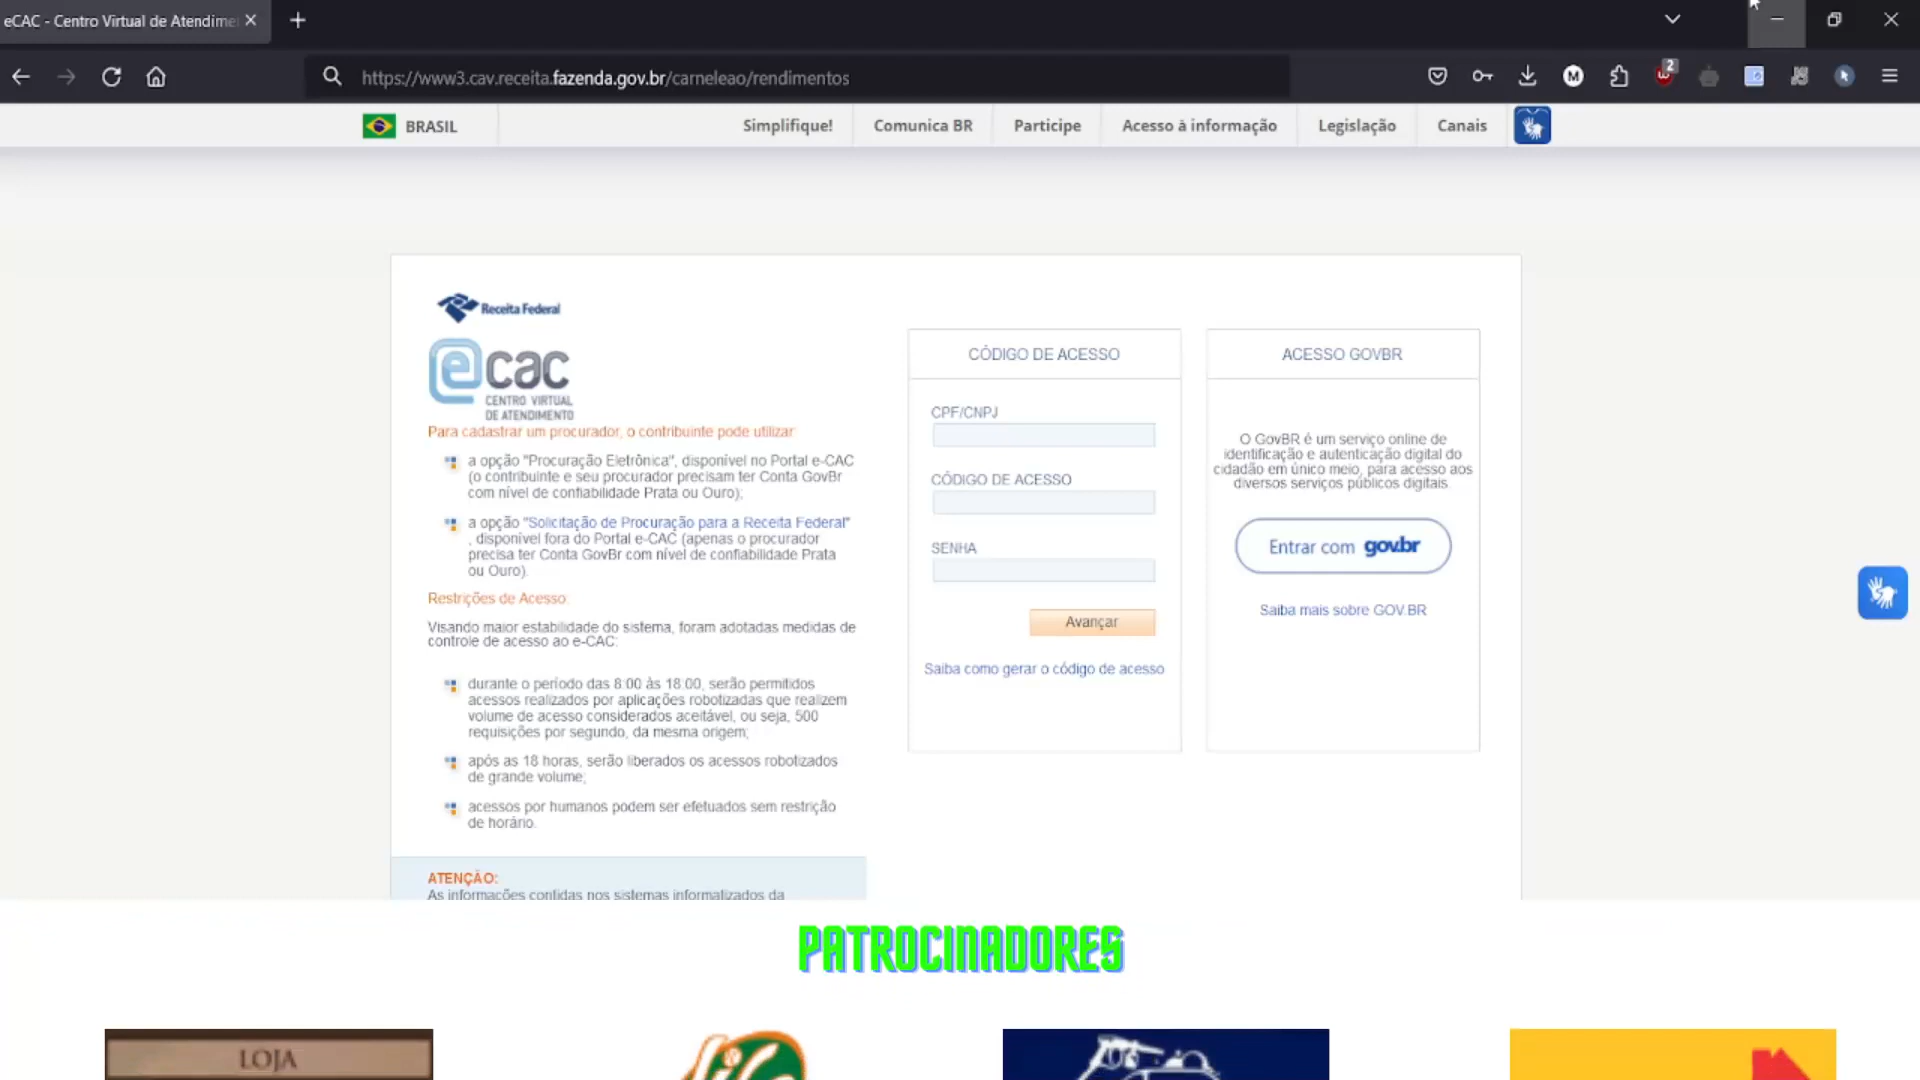 eCAC - Centro Virtual de Atendime
https://www3.cav.receita.fazenda.gov.br/carneleao/rendimentos
M
2
BRASIL
Simplifique!
Comunica BR
Participe
Acesso à informação
Legislação
Canais
Receita Federal
ecac
CENTRO VIRTUAL
DE ATENDIMENTO
Para cadastrar um procurador, o contribuinte pode utilizar:
a opção "Procuração Eletrônica", disponível no Portal e-CAC
(o contribuinte e seu procurador precisam ter Conta GovBr
com nível de confiabilidade Prata ou Ouro);
a opção "Solicitação de Procuração para a Receita Federal"
, disponível fora do Portal e-CAC (apenas o procurador
precisa ter Conta GovBr com nível de confiabilidade Prata
ou Ouro).
Restrições de Acesso:
Visando maior estabilidade do sistema, foram adotadas medidas de
controle de acesso ao e-CAC:
durante o período das 8:00 às 18:00, serão permitidos
acessos realizados por aplicações robotizadas que realizem
volume de acesso considerados aceitável, ou seja, 500
requisições por segundo, da mesma origem;
após as 18 horas, serão liberados os acessos robotizados
de grande volume;
acessos por humanos podem ser efetuados sem restrição
de horário.
ATENÇÃO:
As informações contidas nos sistemas informatizados da
CÓDIGO DE ACESSO
CPF/CNPJ
CÓDIGO DE ACESSO
SENHA
Avançar
Saiba como gerar o código de acesso
ACESSO GOVBR
O GovBR é um serviço online de
identificação e autenticação digital do
cidadão em único meio, para acesso aos
diversos serviços públicos digitais.
Entrar com gov.br
Saiba mais sobre GOV.BR
PATROCINADORES
LOJA